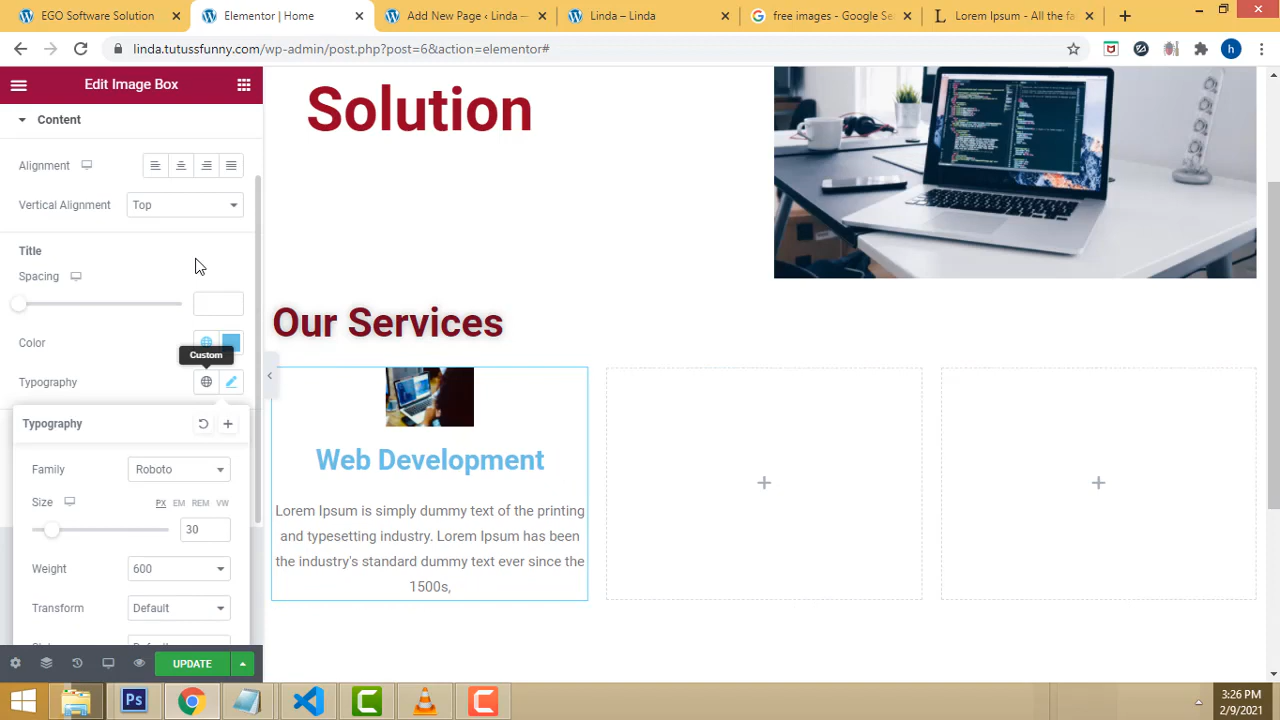 EGO Software Solution
Elementor | Home
Add New Page ‹ Linda –
Linda – Linda
free images - Google Se
Lorem Ipsum - All the fa
linda.tutussfunny.com/wp-admin/post.php?post=6&action=elementor#
h
Edit Image Box
Content
Alignment
Vertical Alignment
Top
Title
Spacing
Color
Custom
Typography
Typography
Family
Roboto
Size
PX EM REM VW
30
Weight
600
Transform
Default
UPDATE
Solution
Our Services
Web Development
Lorem Ipsum is simply dummy text of the printing
and typesetting industry. Lorem Ipsum has been
the industry's standard dummy text ever since the
1500s,
Ps
3:26 PM
2/9/2021